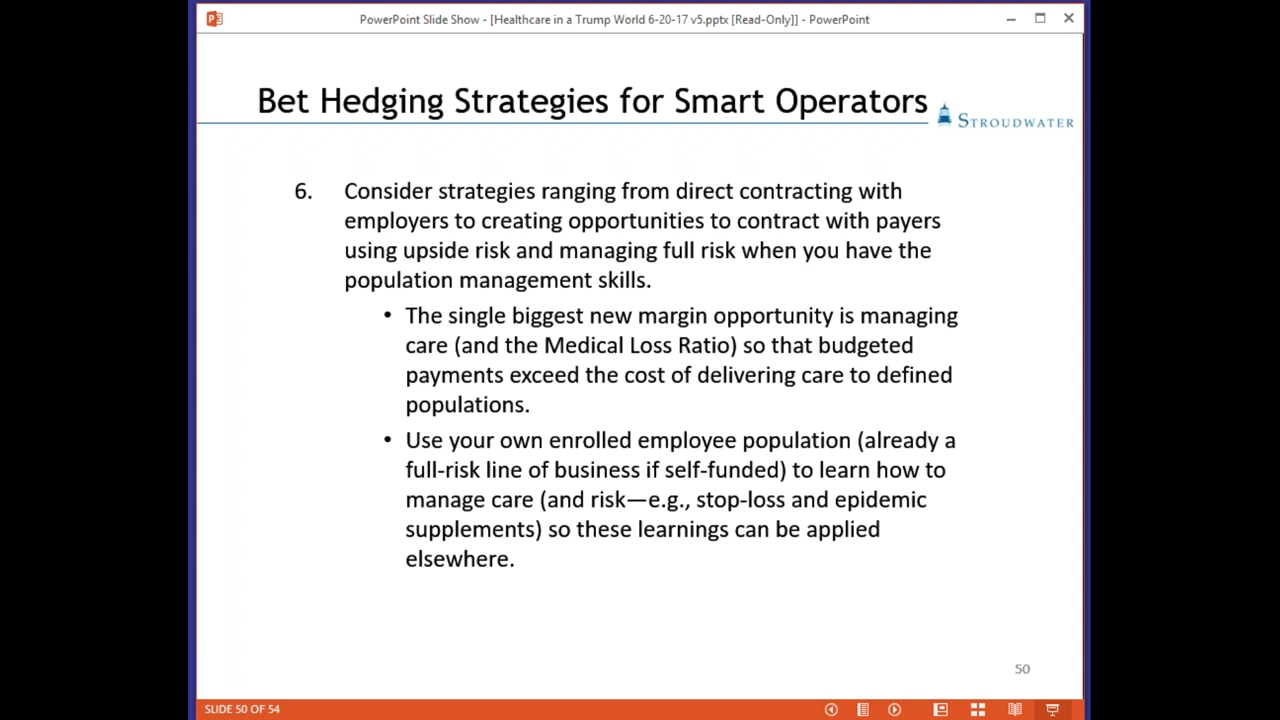 PowerPoint Slide Show - [Healthcare in a Trump World 6-20-17 v5.pptx [Read-Only]] - PowerPoint
Bet Hedging Strategies for Smart Operators
STROUDWATER
6. Consider strategies ranging from direct contracting with
employers to creating opportunities to contract with payers
using upside risk and managing full risk when you have the
population management skills.
• The single biggest new margin opportunity is managing
care (and the Medical Loss Ratio) so that budgeted
payments exceed the cost of delivering care to defined
populations.
• Use your own enrolled employee population (already a
full-risk line of business if self-funded) to learn how to
manage care (and risk—e.g., stop-loss and epidemic
supplements) so these learnings can be applied
elsewhere.
50
SLIDE 50 OF 54